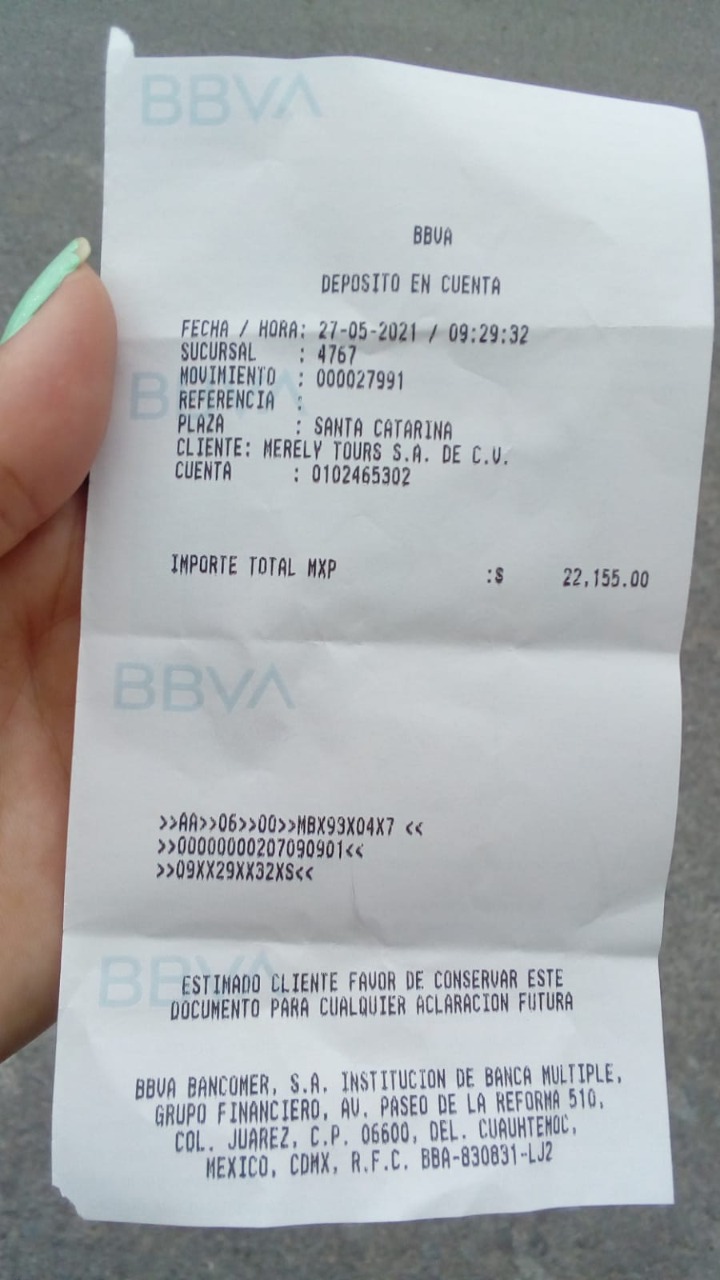 BBVA
BBVA
DEPOSITO EN CUENTA
FECHA / HORA: 27-05-2021 / 09:29:32
SUCURSAL : 4767
MOVIMIENTO : 000027991
REFERENCIA :
PLAZA : SANTA CATARINA
CLIENTE: MERELY TOURS S.A. DE C.V.
CUENTA : 0102465302
BBVA
IMPORTE TOTAL MXP :$ 22,155.00
BBVA
>>AA>>06>>00>>MBX93X04X7 <<
>>00000000207090901<<
>>09XX29XX32XS<<
BBVA
ESTIMADO CLIENTE FAVOR DE CONSERVAR ESTE
DOCUMENTO PARA CUALQUIER ACLARACION FUTURA
BBVA BANCOMER, S.A. INSTITUCION DE BANCA MULTIPLE,
GRUPO FINANCIERO, AV. PASEO DE LA REFORMA 510,
COL. JUAREZ, C.P. 06600, DEL. CUAUHTEMOC,
MEXICO, CDMX, R.F.C. BBA-830831-LJ2